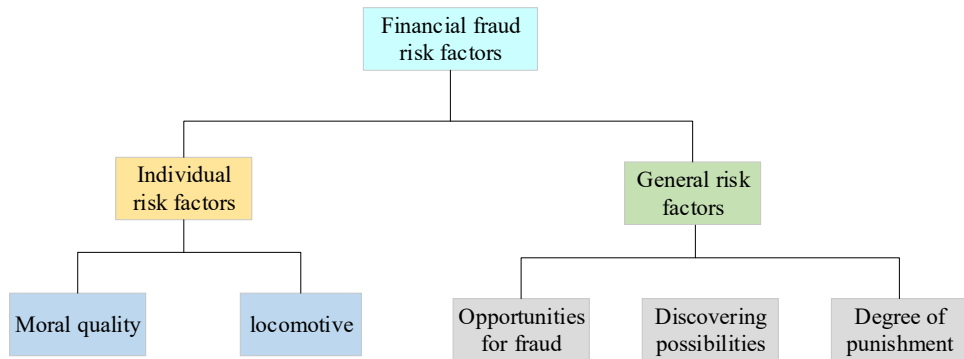 Financial fraud
risk factors
Individual
risk factors
General risk
factors
Moral quality
locomotive
Opportunities
for fraud
Discovering
possibilities
Degree of
punishment